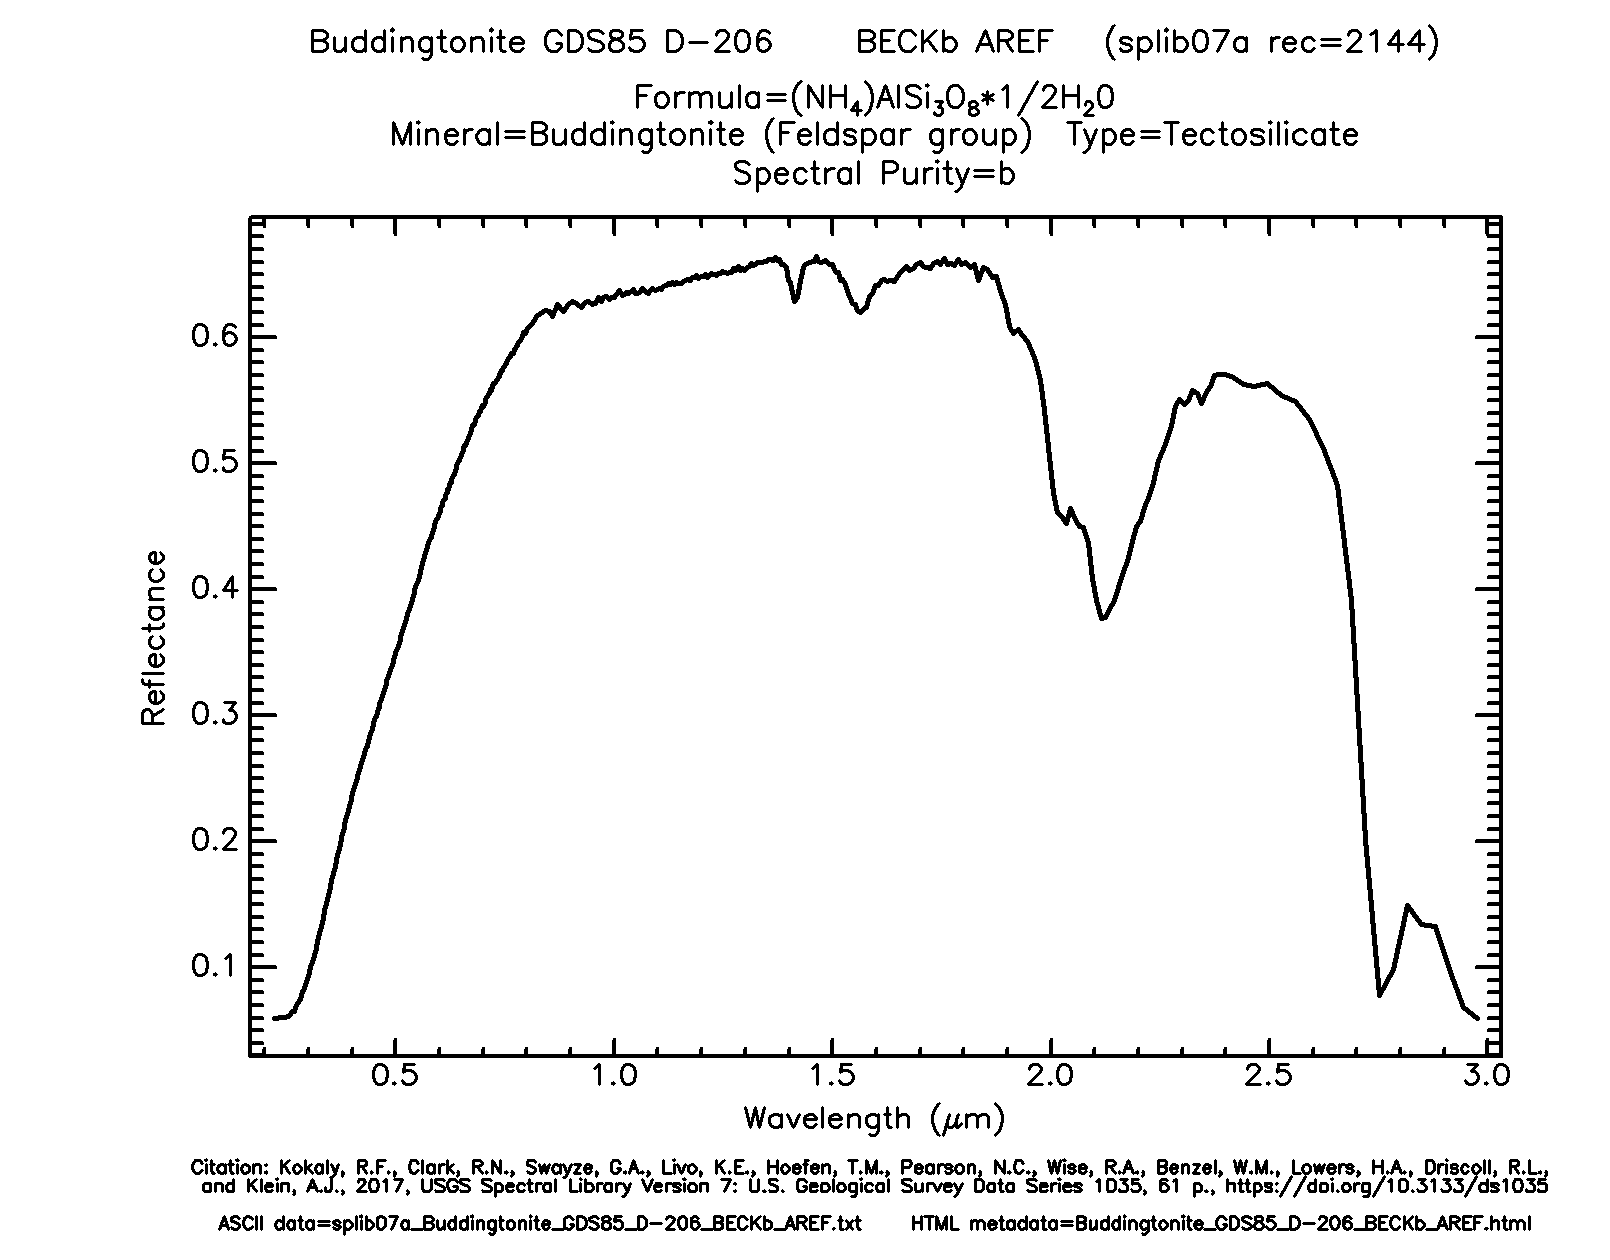 Buddingtonite GDS85 D-206 BECKb AREF (splib07a rec=2144)
Formula=(NH4)AlSi3O8*1/2H2O
Mineral=Buddingtonite (Feldspar group) Type=Tectosilicate
Spectral Purity=b
0.6
0.5
0.4
0.3
0.2
0.1
Reflectance
0.5 1.0 1.5 2.0 2.5 3.0
Wavelength (μm)
Citation: Kokaly, R.F., Clark, R.N., Swayze, G.A., Livo, K.E., Hoefen, T.M., Pearson, N.C., Wise, R.A., Benzel, W.M., Lowers, H.A., Driscoll, R.L.,
and Klein, A.J., 2017, USGS Spectral Library Version 7: U.S. Geological Survey Data Series 1035, 61 p., https://doi.org/10.3133/ds1035
ASCII data=splib07a_Buddingtonite_GDS85_D-206_BECKb_AREF.txt HTML metadata=Buddingtonite_GDS85_D-206_BECKb_AREF.html